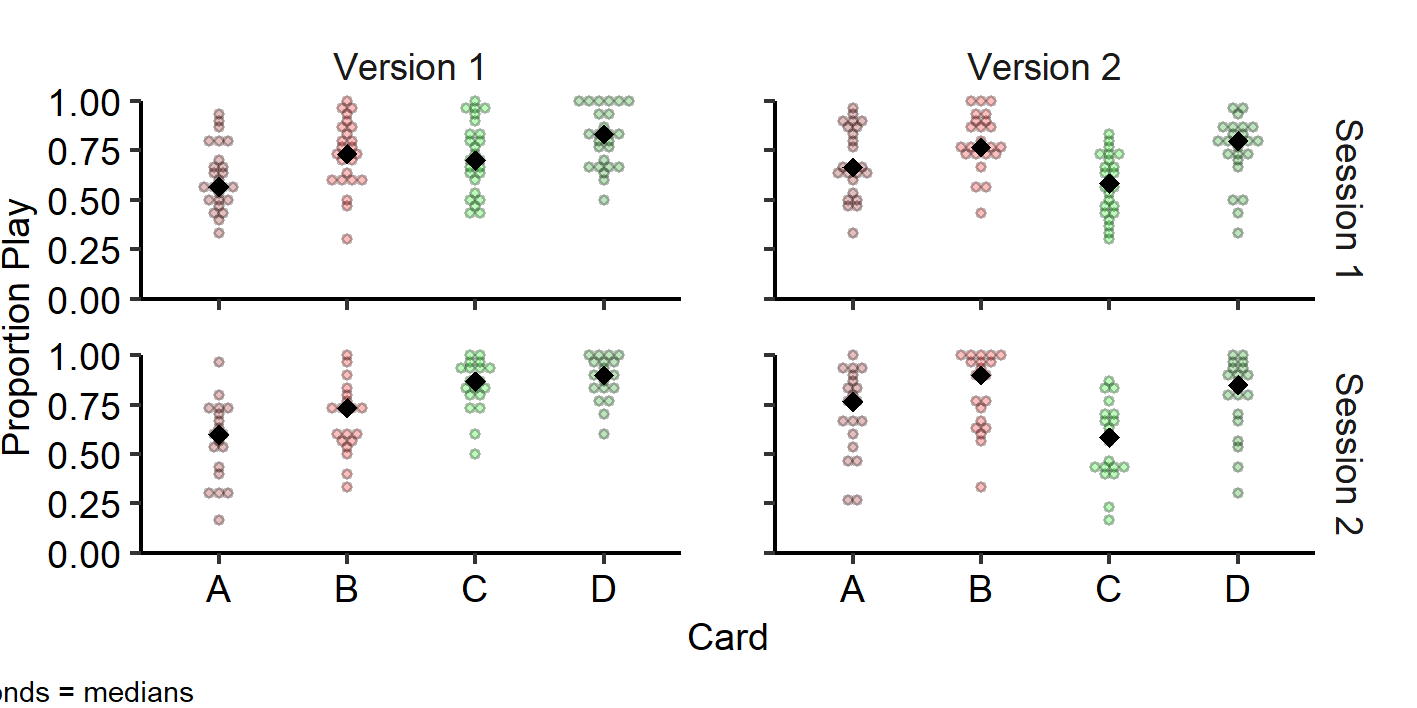 Version 1 Version 2
Proportion Play
1.00
0.75
0.50
0.25
0.00
Session 1
1.00
0.75
0.50
0.25
0.00
Session 2
A B C D A B C D
Card
= medians